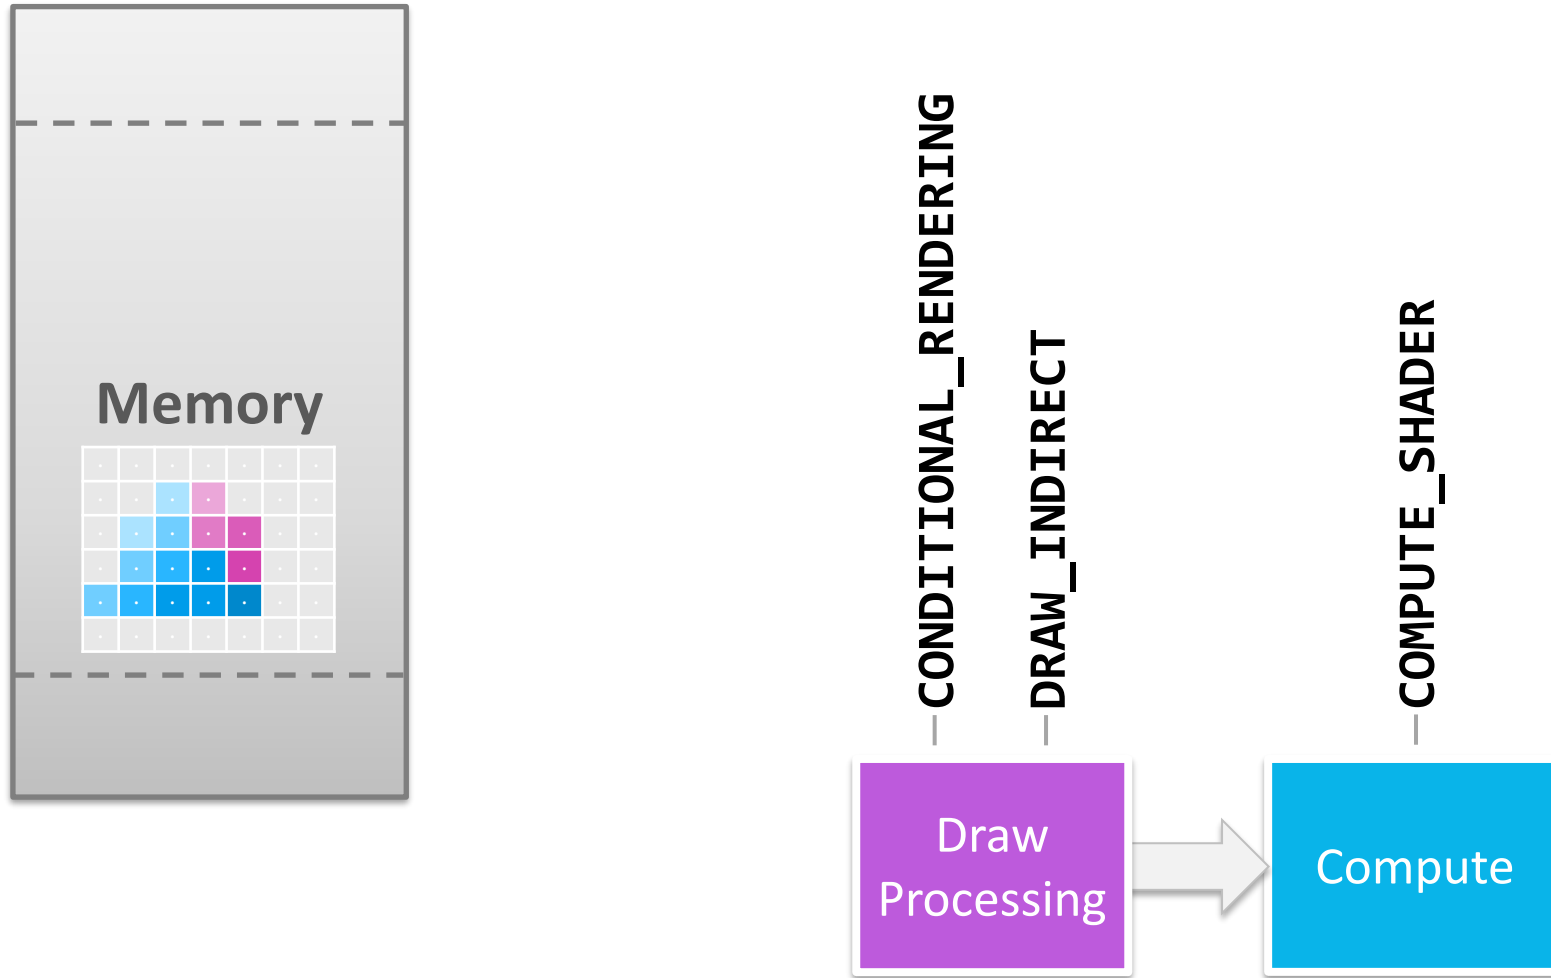 Memory
CONDITIONAL_RENDERING
DRAW_INDIRECT
COMPUTE_SHADER
Draw
Processing
Compute